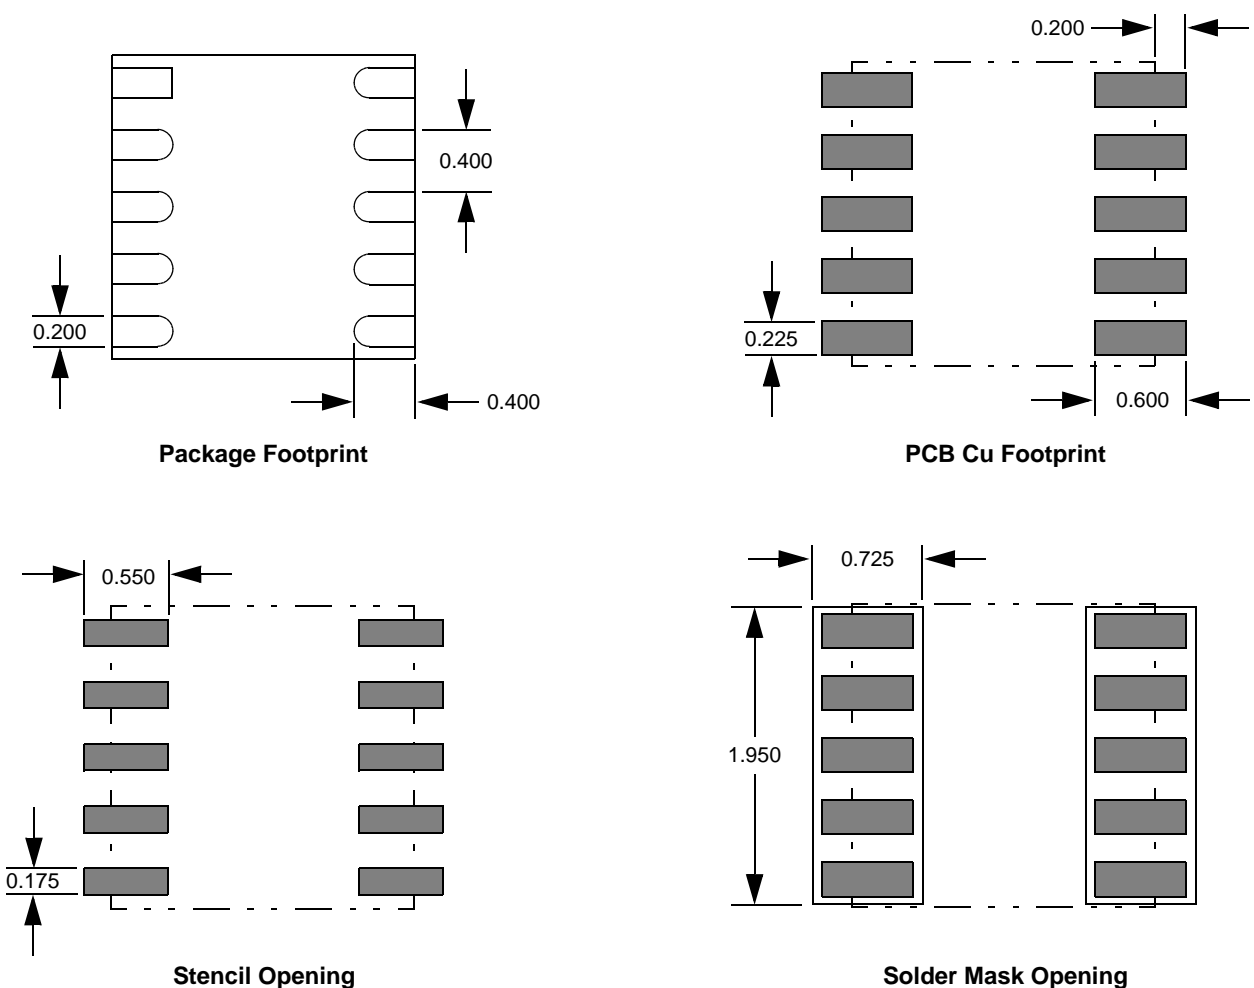 0.400
0.200
0.400
Package Footprint
0.200
0.225
0.600
PCB Cu Footprint
0.550
0.175
Stencil Opening
0.725
1.950
Solder Mask Opening